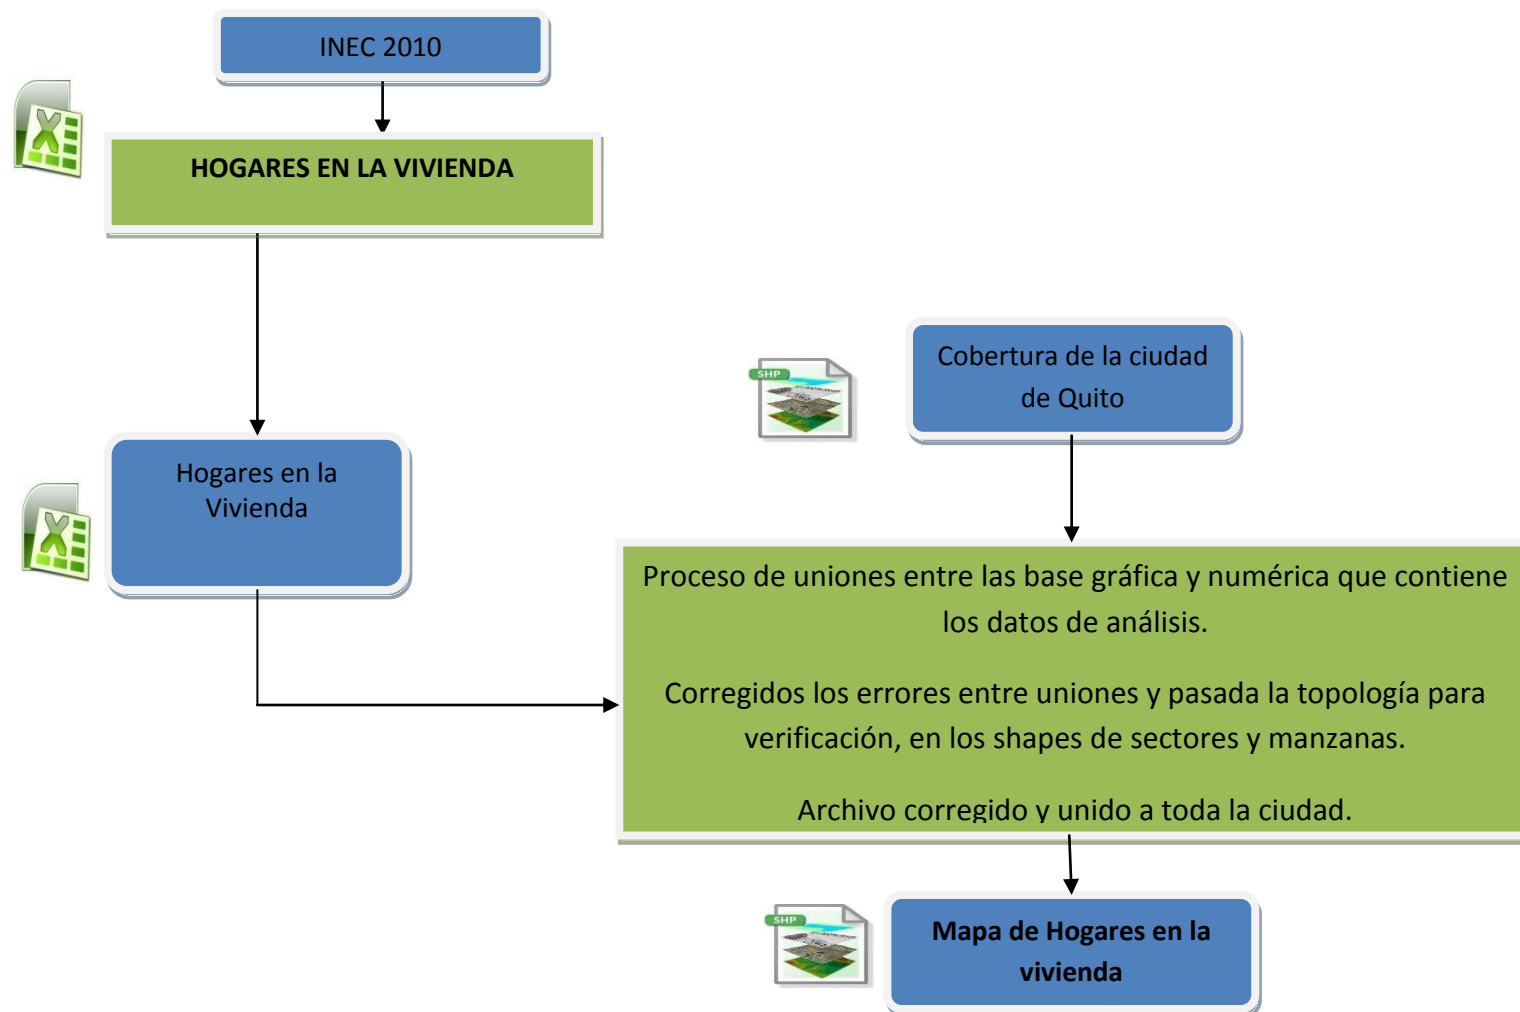 INEC 2010
HOGARES EN LA VIVIENDA
SHP
Cobertura de la ciudad
de Quito
Hogares en la
Vivienda
Proceso de uniones entre las base gráfica y numérica que contiene
los datos de análisis.
Corregidos los errores entre uniones y pasada la topología para
verificación, en los shapes de sectores y manzanas.
Archivo corregido y unido a toda la ciudad.
SHP
Mapa de Hogares en la
vivienda